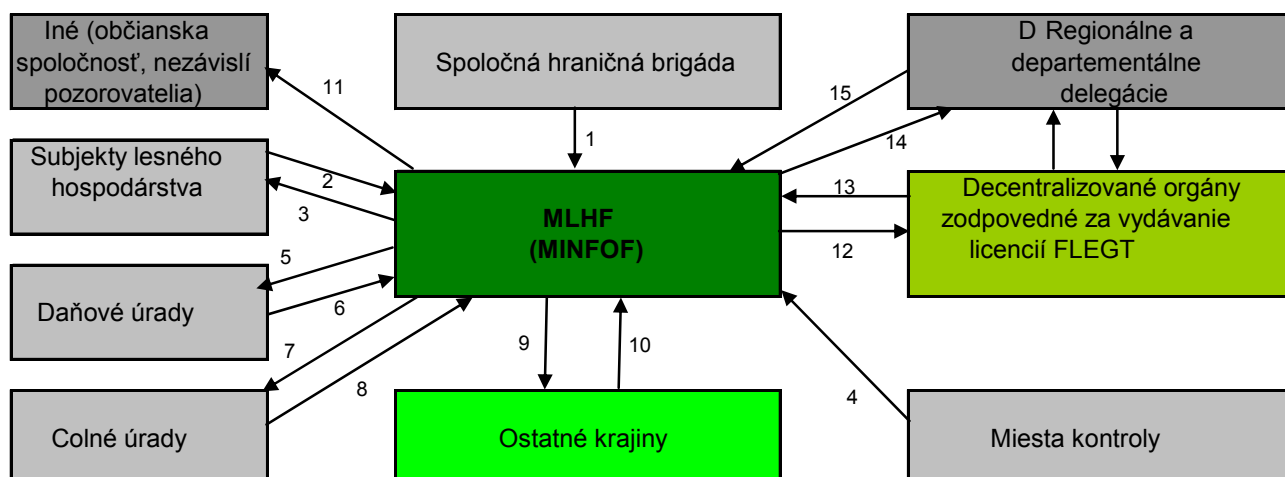 Iné (občianska
spoločnosť, nezávislí
pozorovatelia)
Spoločná hraničná brigáda
D Regionálne a
departementálne
delegácie
11
1
15
14
Subjekty lesného
hospodárstva
2
3
MLHF
(MINFOF)
13
12
Decentralizované orgány
zodpovedné za vydávanie
licencií FLEGT
5
Daňové úrady
6
7
8
9
10
4
Colné úrady
Ostatné krajiny
Miesta kontroly